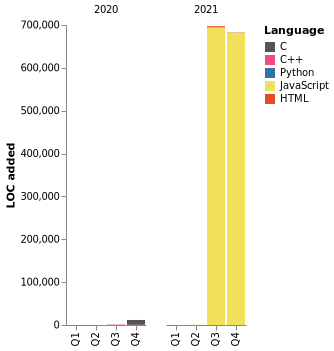 2020
2021
Language
C
C++
Python
JavaScript
HTML
LOC added
700,000
600,000
500,000
400,000
300,000
200,000
100,000
0
Q1
Q2
Q3
Q4
Q1
Q2
Q3
Q4